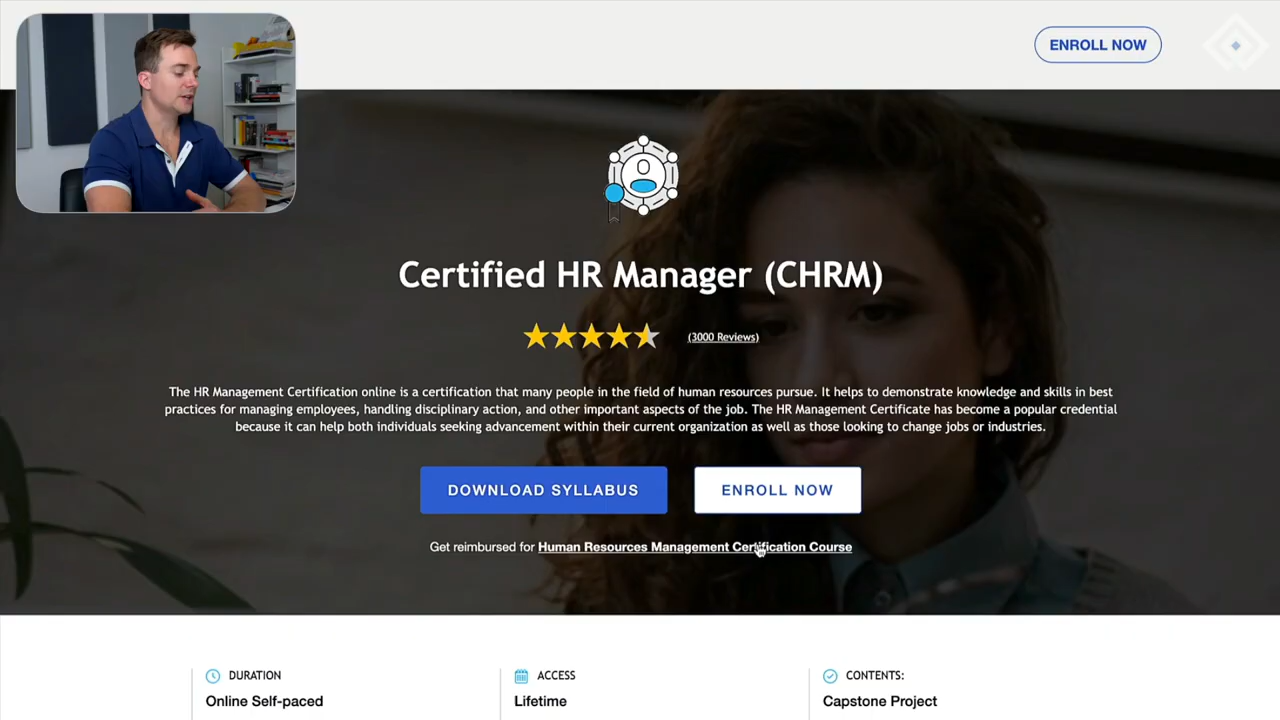 ENROLL NOW
Certified HR Manager (CHRM)
(3000 Reviews)
The HR Management Certification online is a certification that many people in the field of human resources pursue. It helps to demonstrate knowledge and skills in best
practices for managing employees, handling disciplinary action, and other important aspects of the job. The HR Management Certificate has become a popular credential
because it can help both individuals seeking advancement within their current organization as well as those looking to change jobs or industries.
DOWNLOAD SYLLABUS
ENROLL NOW
Get reimbursed for Human Resources Management Certification Course
DURATION
Online Self-paced
ACCESS
Lifetime
CONTENTS:
Capstone Project